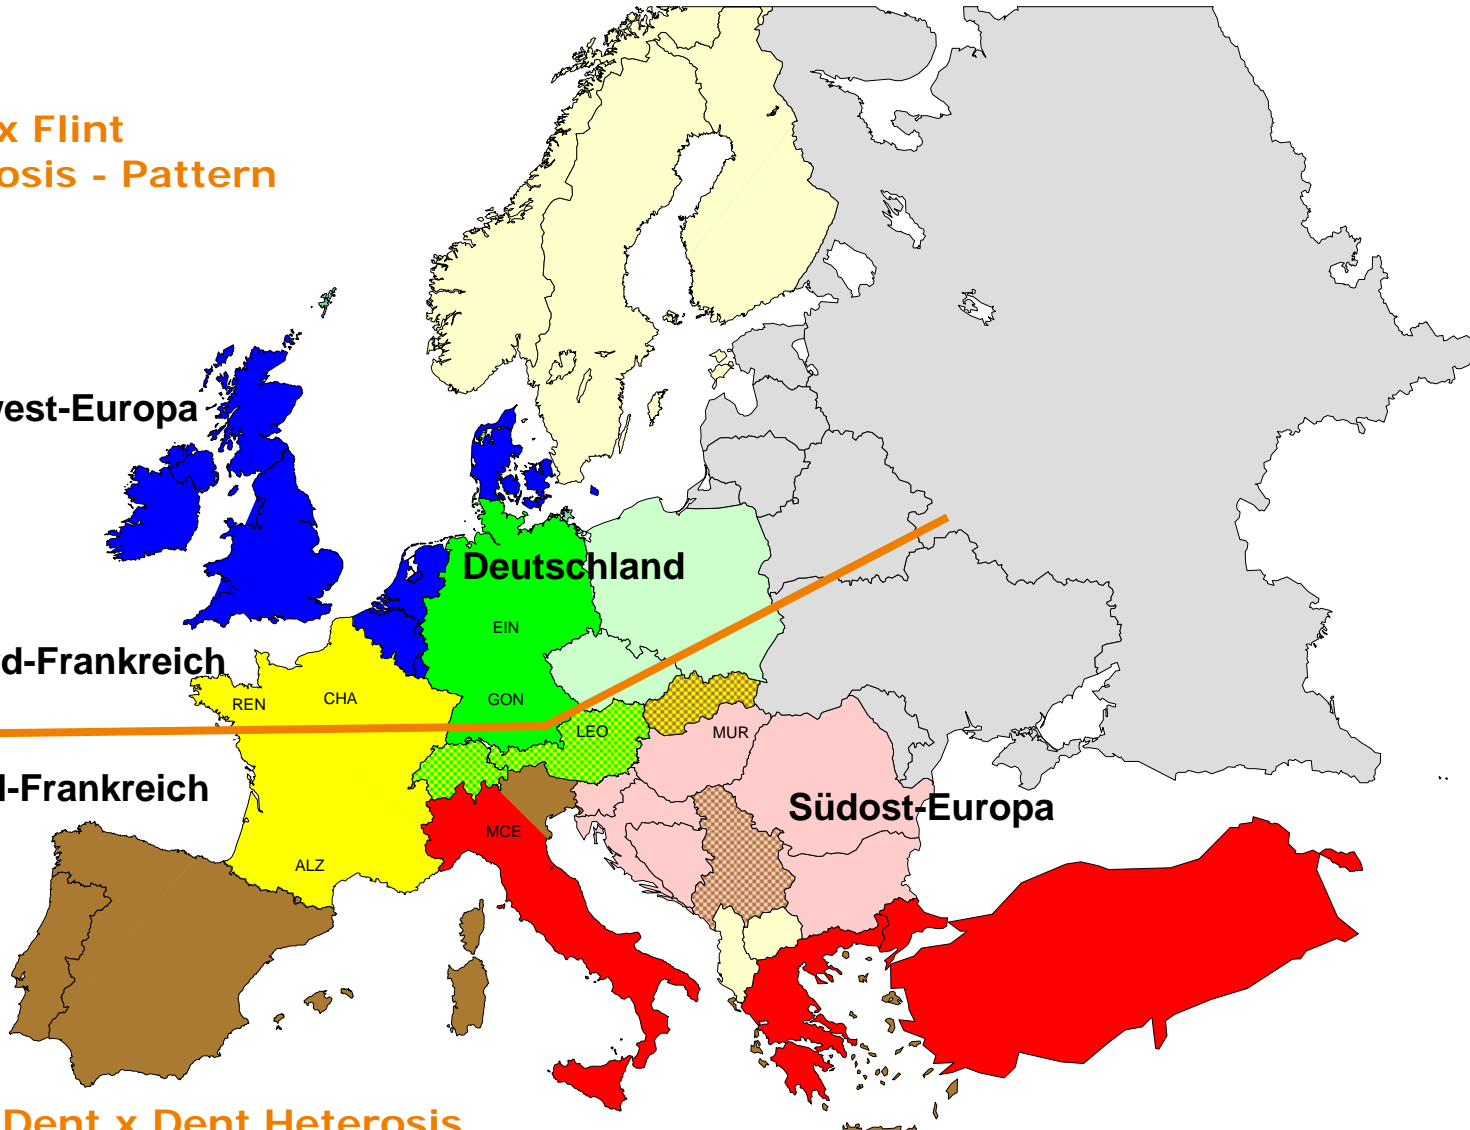 x Flint
osis - Pattern
west-Europa
Deutschland
EIN
d-Frankreich
REN
CHA
GON
LEO
MUR
l-Frankreich
Südost-Europa
MCE
ALZ
Dent x Dent Heterosis